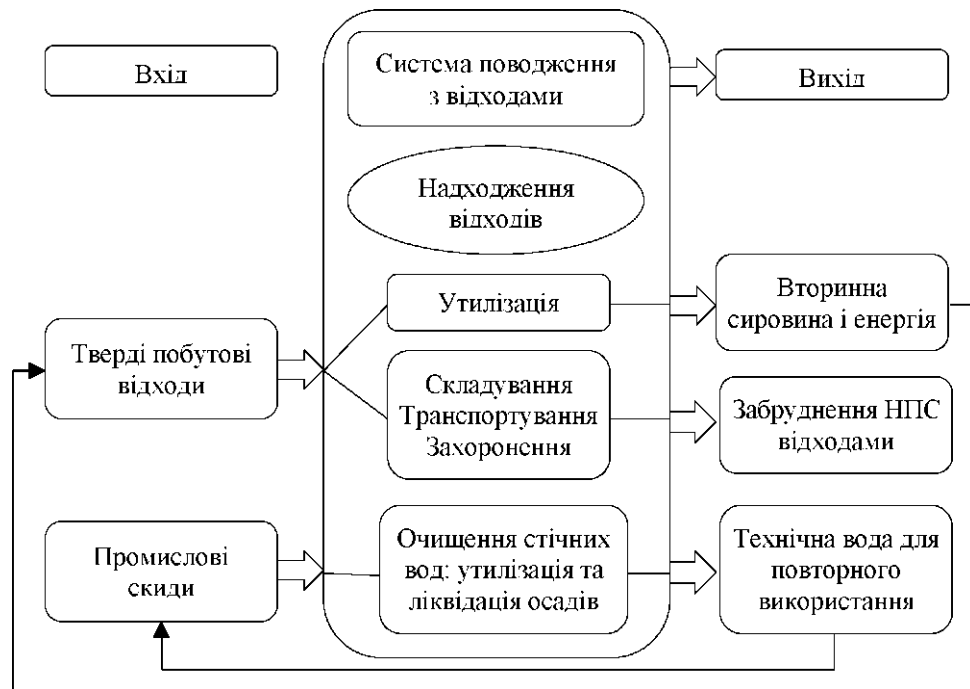 Вхід
Система поводження
з відходами
Вихід
Надходження
відходів
Утилізація
Вторинна
сировина і енергія
Тверді побутові
відходи
Складування
Транспортування
Захоронення
Забруднення НПС
відходами
Промислові
скиди
Очищення стічних
вод: утилізація та
ліквідація осадів
Технічна вода для
повторного
використання